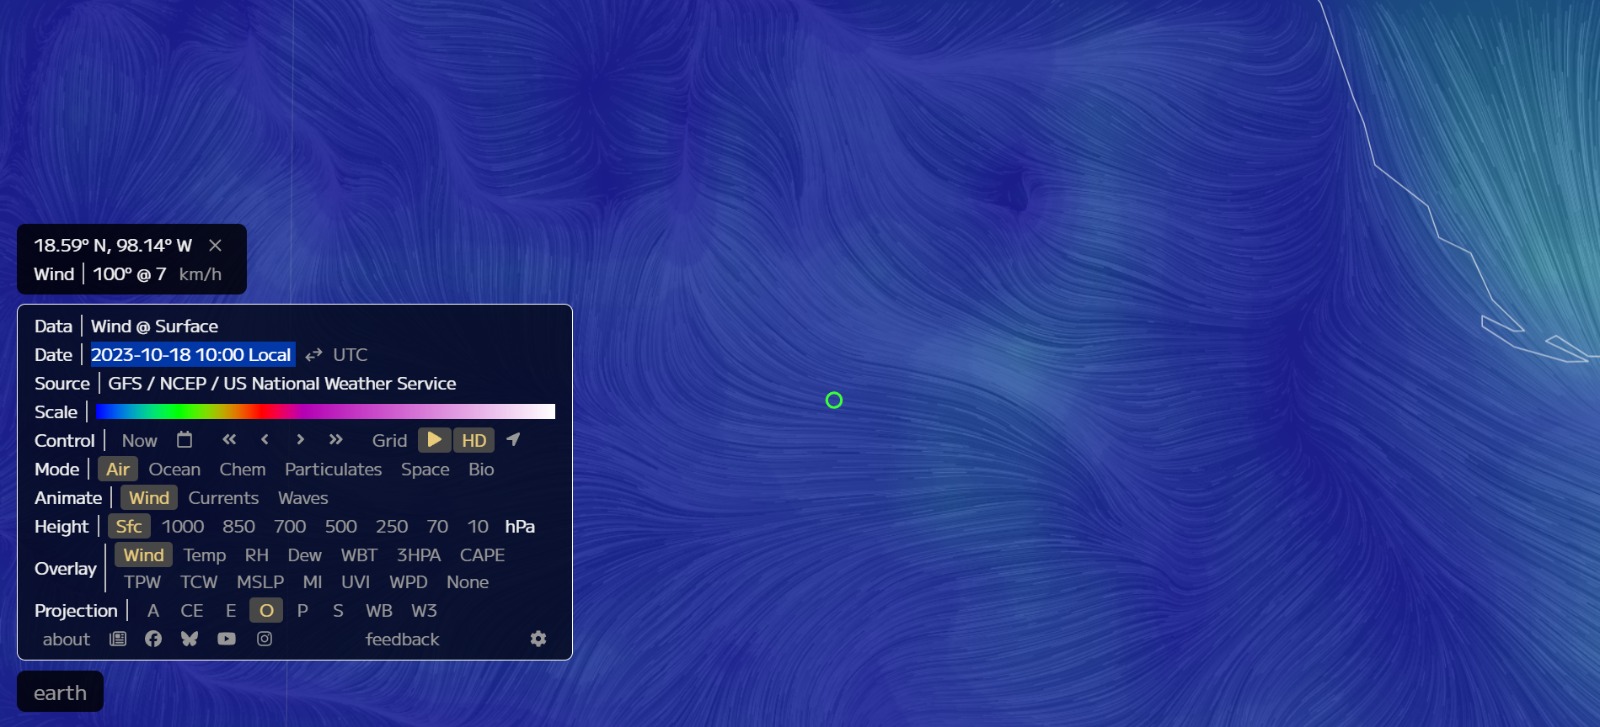 18.59° N, 98.14° W
Wind | 100° @ 7 km/h
Data | Wind @ Surface
Date | 2023-10-18 10:00 Local UTC
Source | GFS / NCEP / US National Weather Service
Scale |
Control | Now Grid HD
Mode | Air Ocean Chem Particulates Space Bio
Animate | Wind Currents Waves
Height | Sfc 1000 850 700 500 250 70 10 hPa
Overlay | Wind Temp RH Dew WBT 3HPA CAPE
TPW TCW MSLP MI UVI WPD None
Projection | A CE E O P S WB W3
about feedback
earth